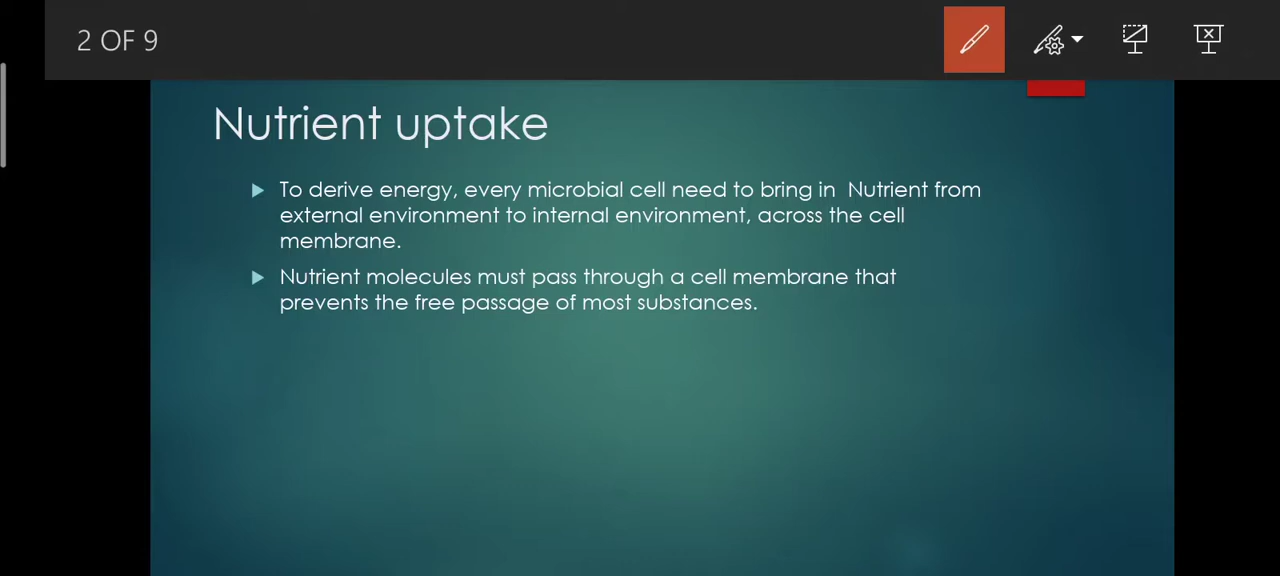 2 OF 9
Nutrient uptake
To derive energy, every microbial cell need to bring in Nutrient from
external environment to internal environment, across the cell
membrane.
Nutrient molecules must pass through a cell membrane that
prevents the free passage of most substances.